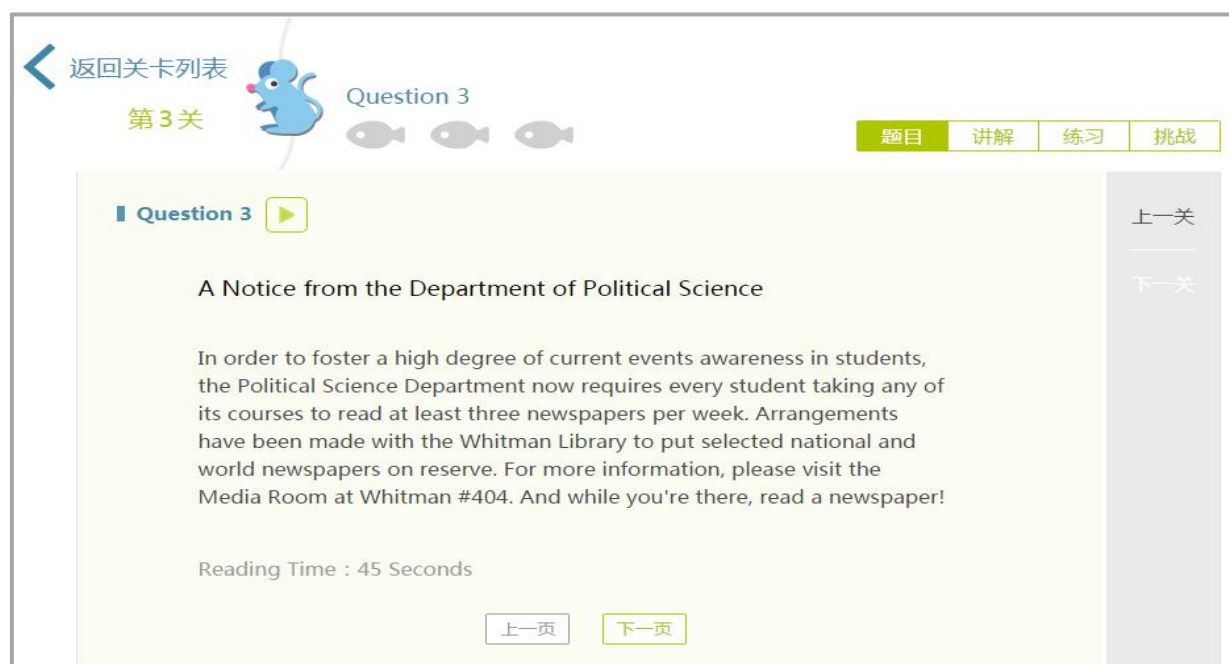 返回关卡列表
第3关
Question 3
题目 讲解 练习 挑战
Question 3
上一关
下一关
A Notice from the Department of Political Science
In order to foster a high degree of current events awareness in students,
the Political Science Department now requires every student taking any of
its courses to read at least three newspapers per week. Arrangements
have been made with the Whitman Library to put selected national and
world newspapers on reserve. For more information, please visit the
Media Room at Whitman #404. And while you're there, read a newspaper!
Reading Time : 45 Seconds
上一页 下一页